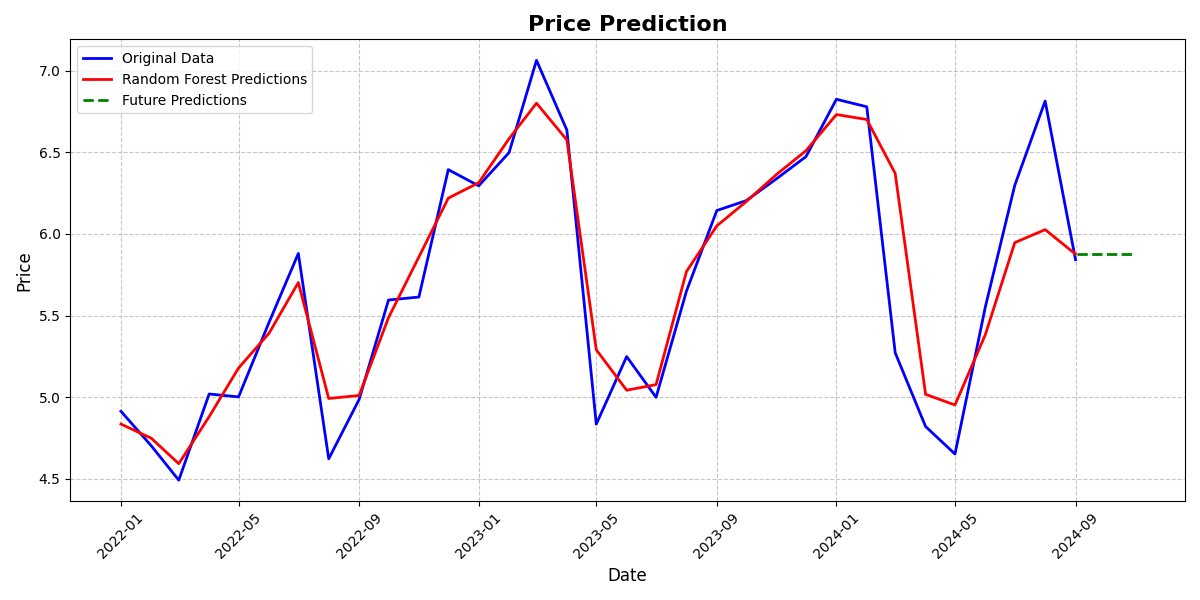 Price Prediction
Original Data
Random Forest Predictions
Future Predictions
Price
7.0
6.5
6.0
5.5
5.0
4.5
2022-01
2022-05
2022-09
2023-01
2023-05
2023-09
2024-01
2024-05
2024-09
Date